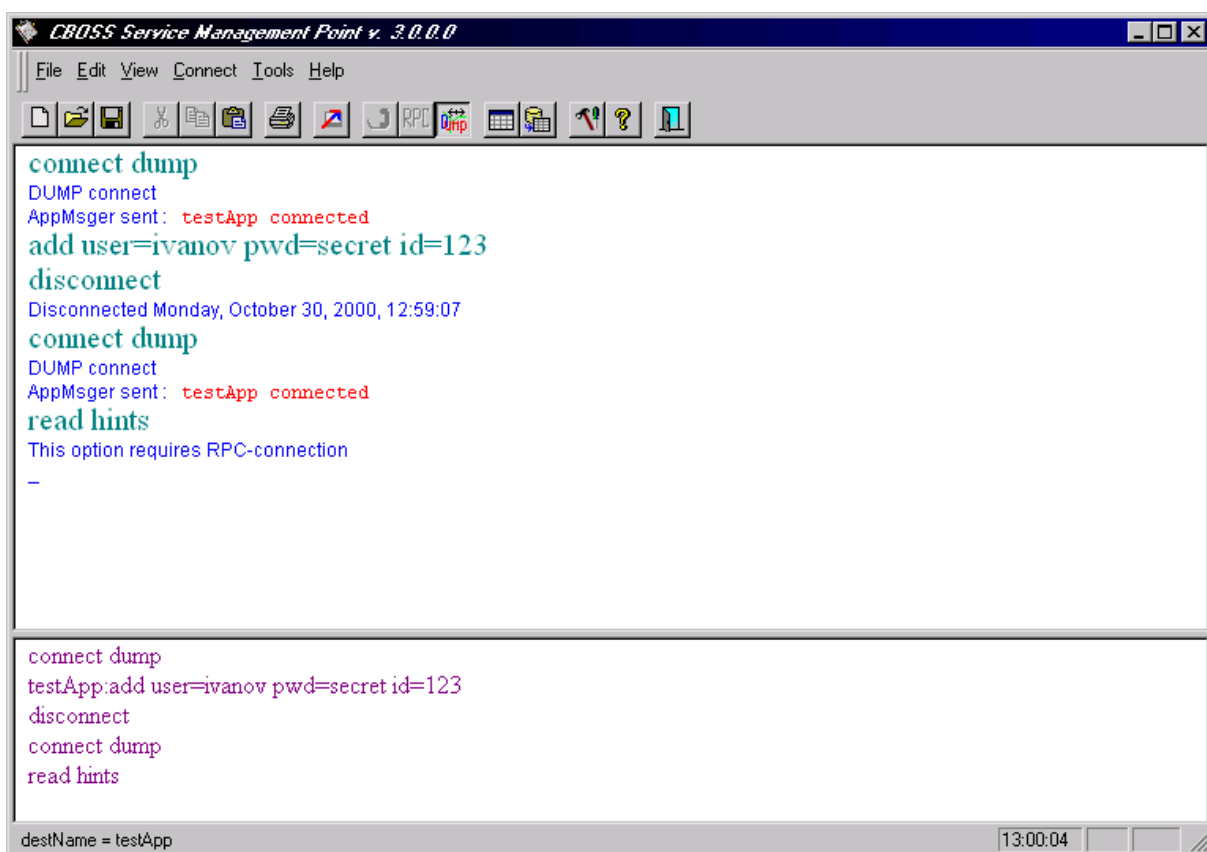 CBOSS Service Management Point v. 3.0.0.0
File Edit View Connect Tools Help
RPC Dump
connect dump
DUMP connect
AppMsger sent: testApp connected
add user=ivanov pwd=secret id=123
disconnect
Disconnected Monday, October 30, 2000, 12:59:07
connect dump
DUMP connect
AppMsger sent: testApp connected
read hints
This option requires RPC-connection
_
connect dump
testApp:add user=ivanov pwd=secret id=123
disconnect
connect dump
read hints
destName = testApp 13:00:04